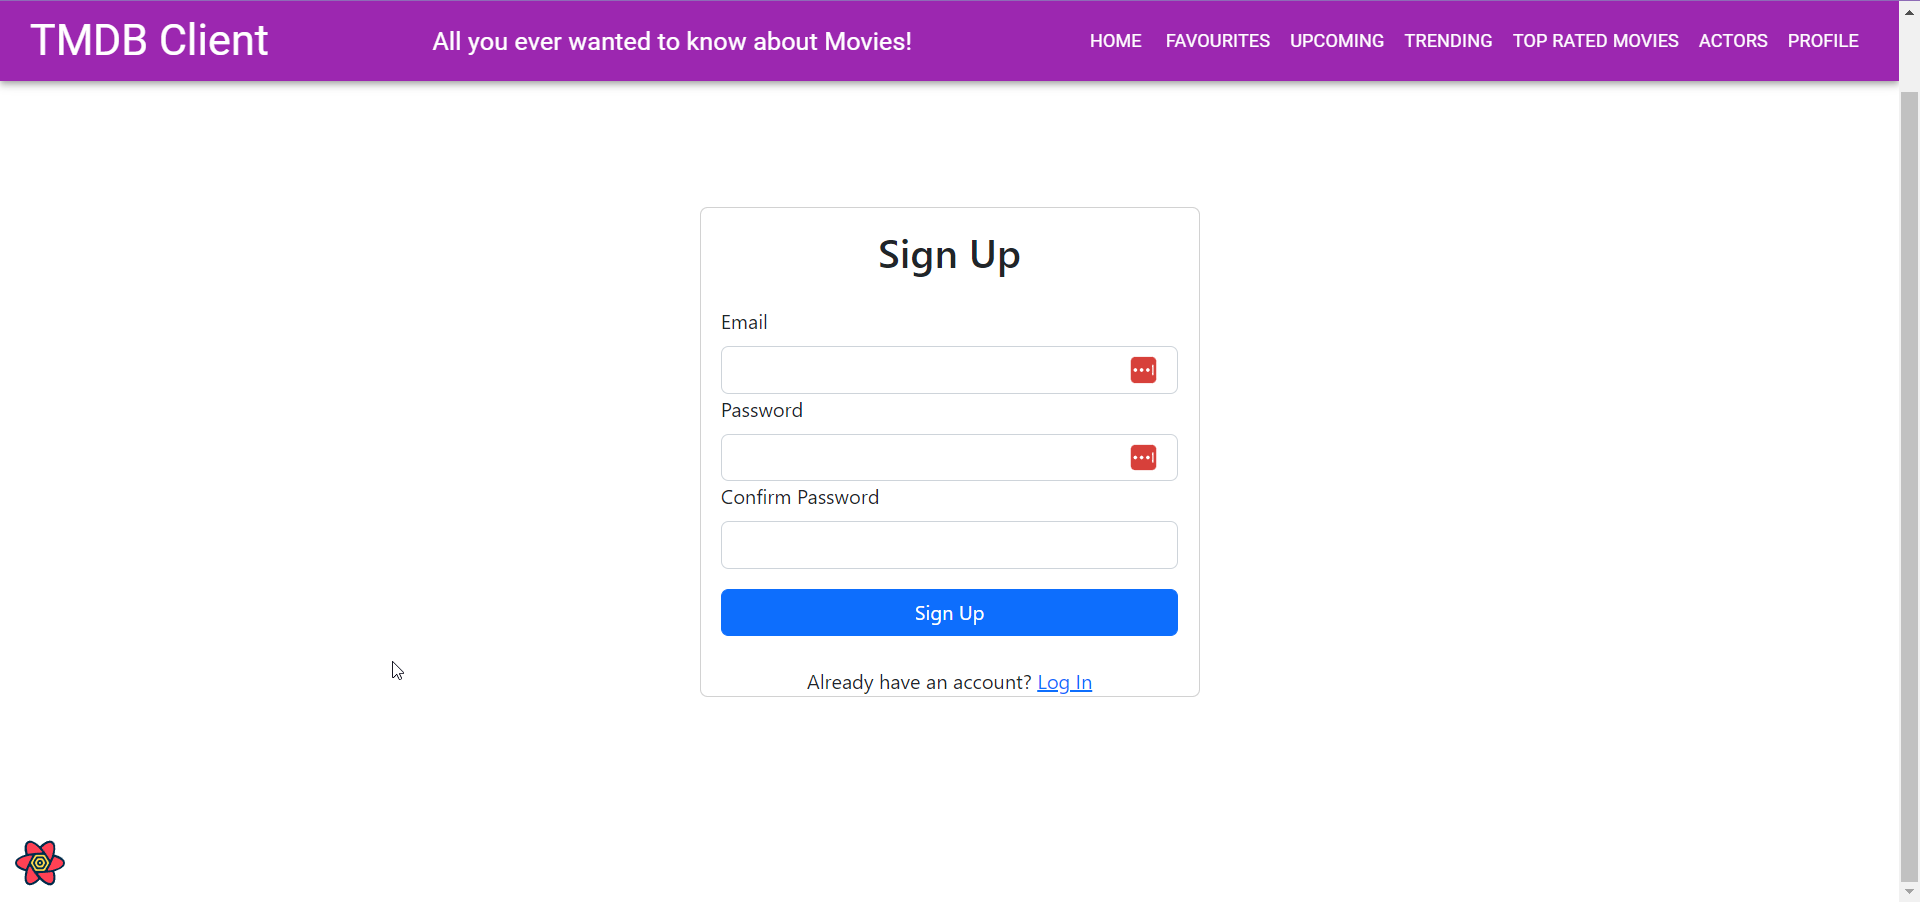 TMDB Client
All you ever wanted to know about Movies!
HOME FAVOURITES UPCOMING TRENDING TOP RATED MOVIES ACTORS PROFILE
Sign Up
Email
Password
Confirm Password
Sign Up
Already have an account? Log In